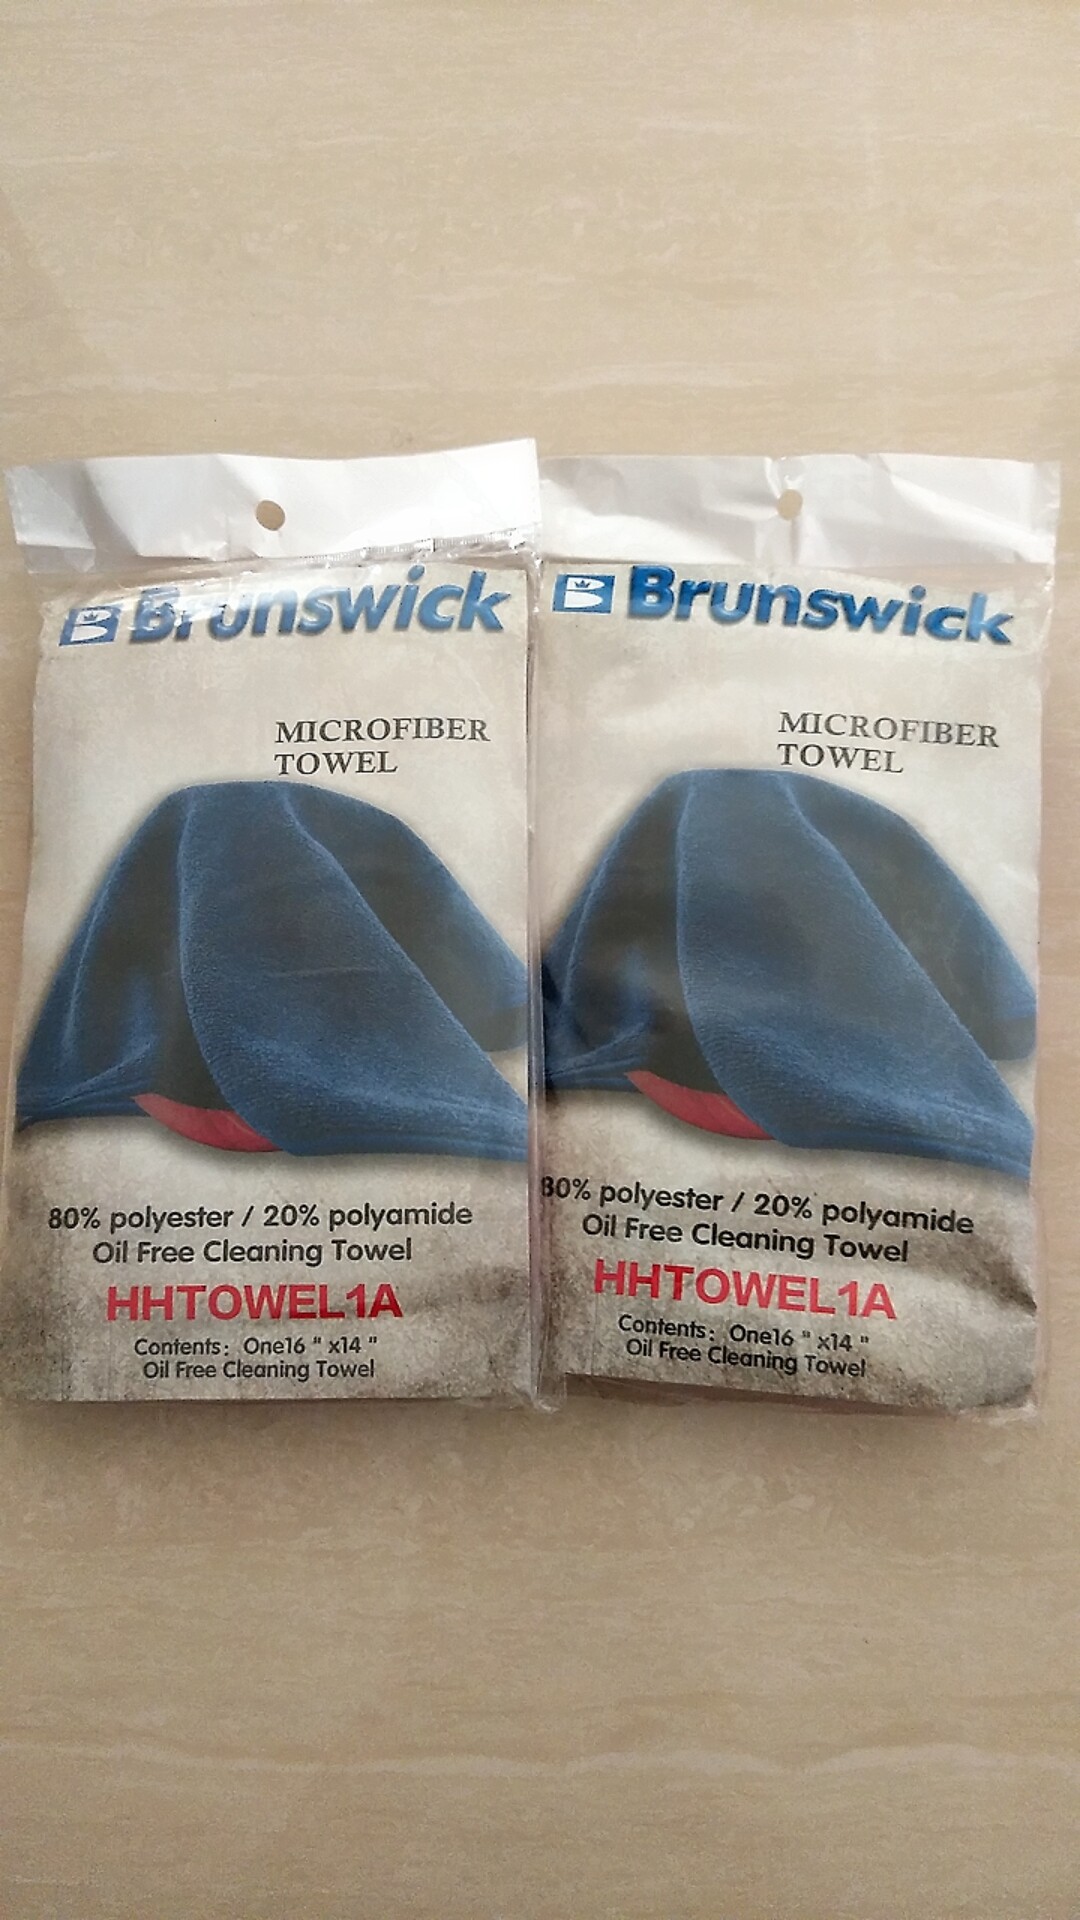 B Brunswick
MICROFIBER
TOWEL
80% polyester / 20% polyamide
Oil Free Cleaning Towel
HHTOWEL1A
Contents: One16 " x14 "
Oil Free Cleaning Towel
B Brunswick
MICROFIBER
TOWEL
80% polyester / 20% polyamide
Oil Free Cleaning Towel
HHTOWEL1A
Contents: One16 " x14 "
Oil Free Cleaning Towel